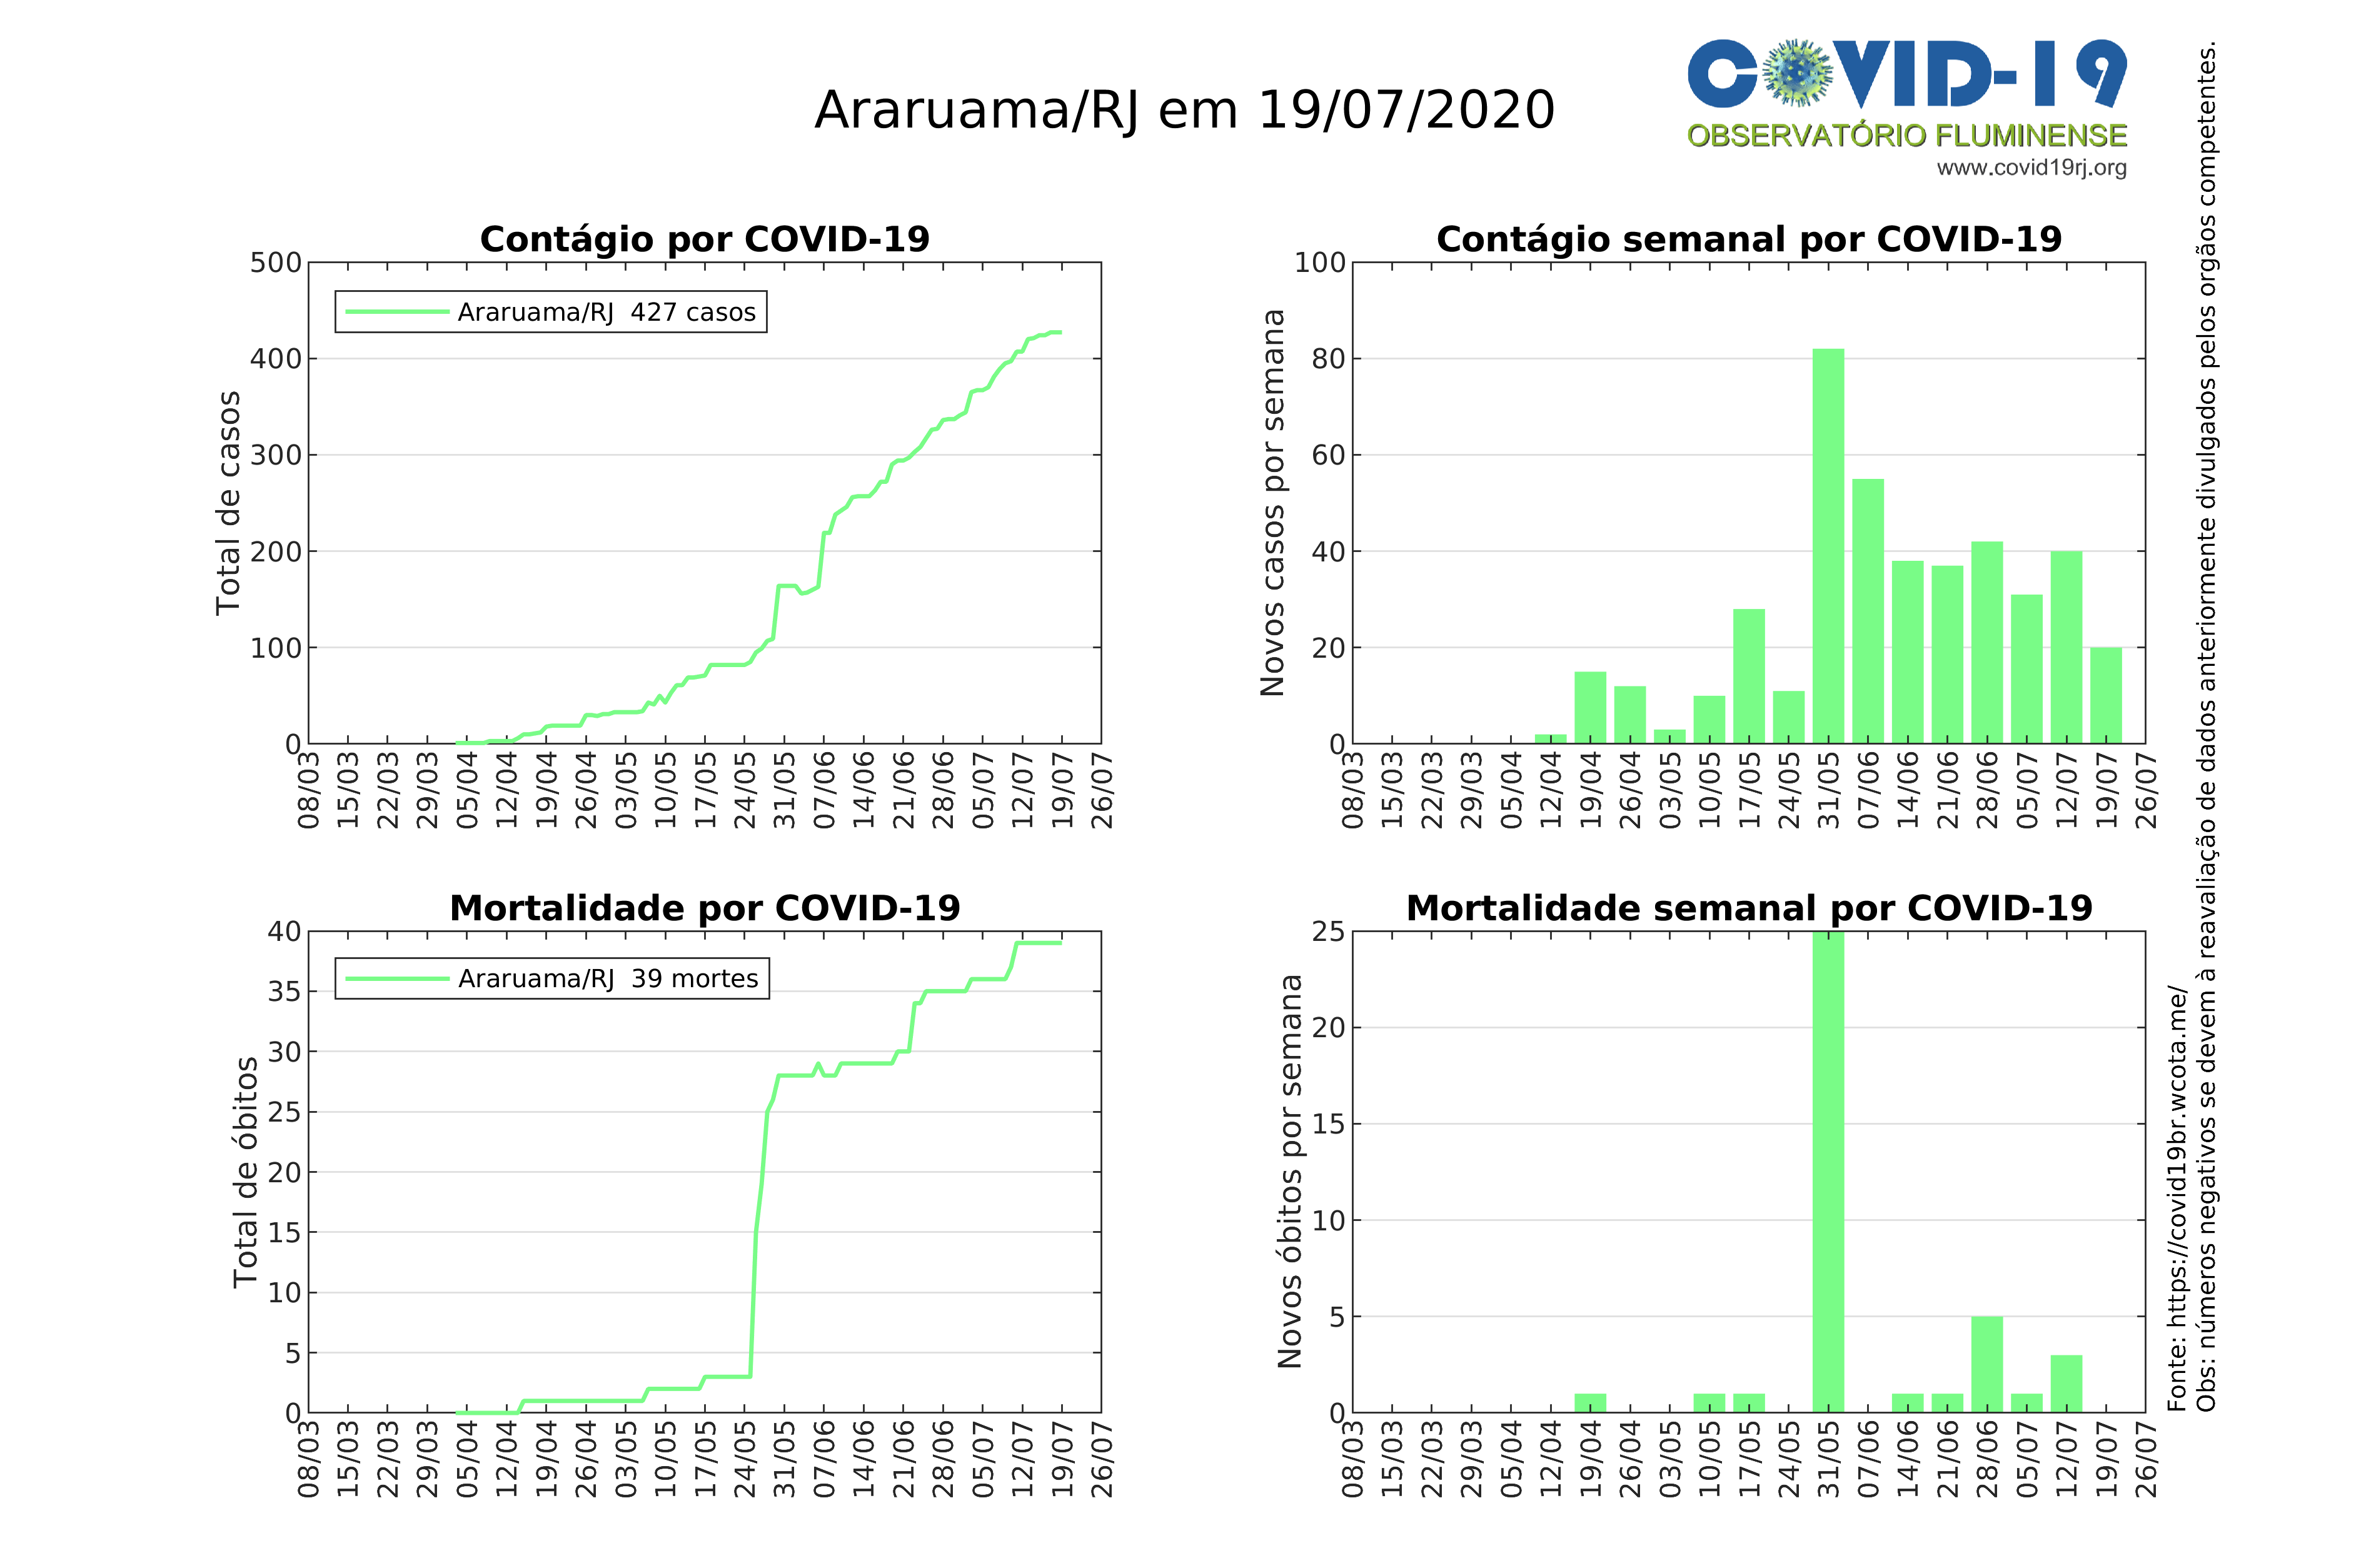 Araruama/RJ em 19/07/2020
COVID-19
OBSERVATÓRIO FLUMINENSE
www.covid19rj.org
Contágio por COVID-19
Total de casos
500
400
300
200
100
0
Araruama/RJ 427 casos
08/03 15/03 22/03 29/03 05/04 12/04 19/04 26/04 03/05 10/05 17/05 24/05 31/05 07/06 14/06 21/06 28/06 05/07 12/07 19/07 26/07
Contágio semanal por COVID-19
Novos casos por semana
100
80
60
40
20
0
08/03 15/03 22/03 29/03 05/04 12/04 19/04 26/04 03/05 10/05 17/05 24/05 31/05 07/06 14/06 21/06 28/06 05/07 12/07 19/07 26/07
Mortalidade por COVID-19
Total de óbitos
40
35
30
25
20
15
10
5
0
Araruama/RJ 39 mortes
08/03 15/03 22/03 29/03 05/04 12/04 19/04 26/04 03/05 10/05 17/05 24/05 31/05 07/06 14/06 21/06 28/06 05/07 12/07 19/07 26/07
Mortalidade semanal por COVID-19
Novos óbitos por semana
25
20
15
10
5
0
08/03 15/03 22/03 29/03 05/04 12/04 19/04 26/04 03/05 10/05 17/05 24/05 31/05 07/06 14/06 21/06 28/06 05/07 12/07 19/07 26/07
Fonte: https://covid19br.wcota.me/
Obs: números negativos se devem à reavaliação de dados anteriormente divulgados pelos orgãos competentes.